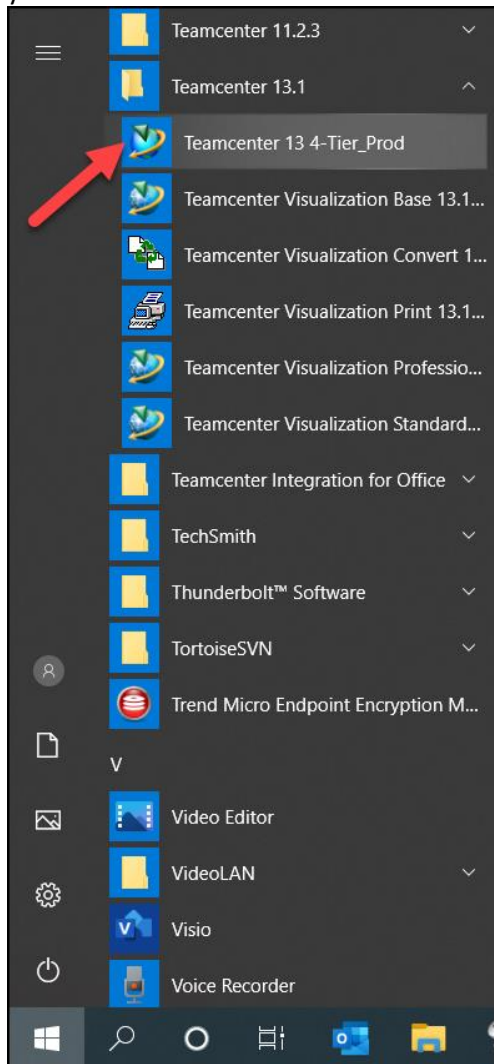 Teamcenter 11.2.3
Teamcenter 13.1
Teamcenter 13 4-Tier_Prod
Teamcenter Visualization Base 13.1...
Teamcenter Visualization Convert 1...
Teamcenter Visualization Print 13.1...
Teamcenter Visualization Professio...
Teamcenter Visualization Standard...
Teamcenter Integration for Office
TechSmith
Thunderbolt™ Software
TortoiseSVN
Trend Micro Endpoint Encryption M...
V
Video Editor
VideoLAN
Visio
Voice Recorder